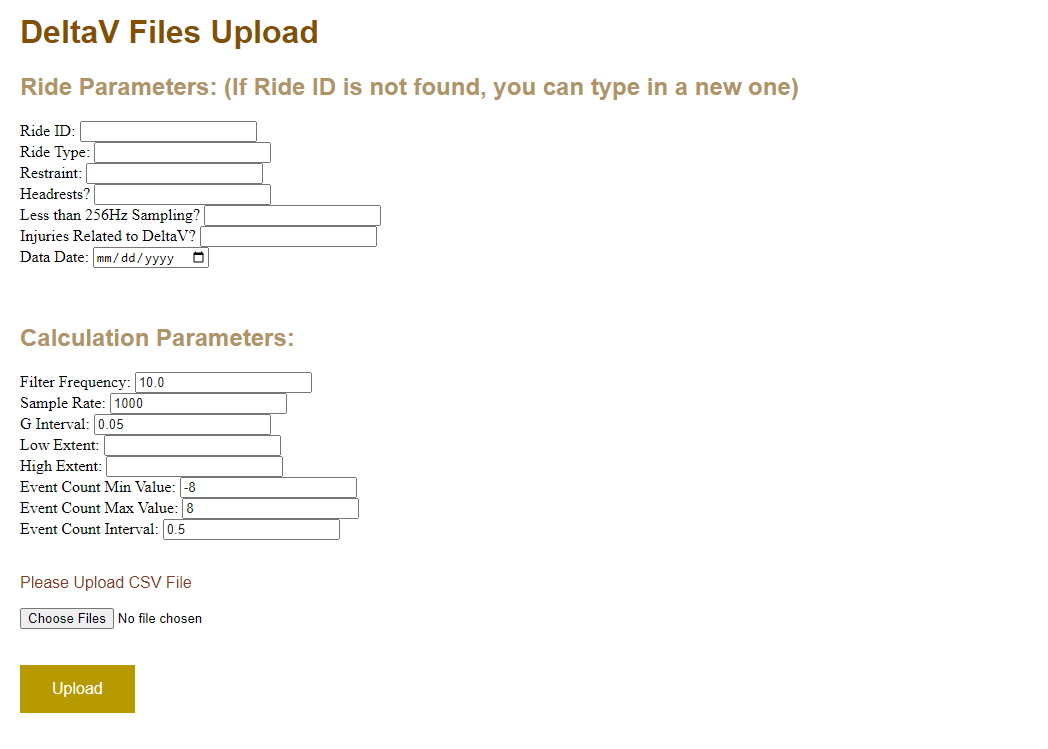 DeltaV Files Upload
Ride Parameters: (If Ride ID is not found, you can type in a new one)
Ride ID:
Ride Type:
Restraint:
Headrests?
Less than 256Hz Sampling?
Injuries Related to DeltaV?
Data Date: mm/dd/yyyy
Calculation Parameters:
Filter Frequency: 10.0
Sample Rate: 1000
G Interval: 0.05
Low Extent:
High Extent:
Event Count Min Value: -8
Event Count Max Value: 8
Event Count Interval: 0.5
Please Upload CSV File
Choose Files No file chosen
Upload